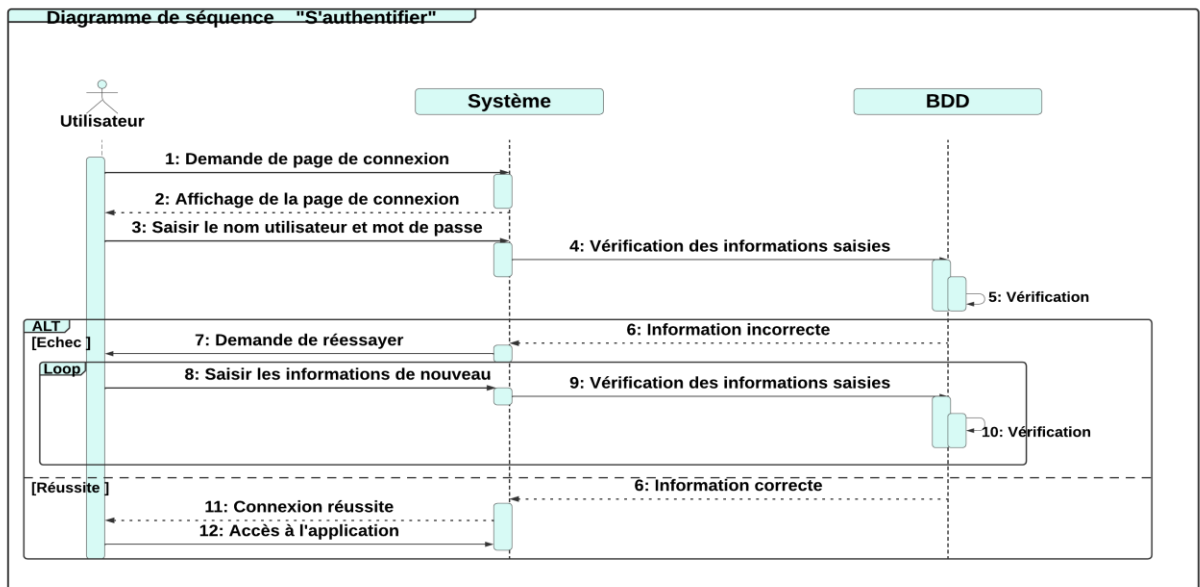 Diagramme de séquence "S'authentifier"
Utilisateur
Système
BDD
1: Demande de page de connexion
2: Affichage de la page de connexion
3: Saisir le nom utilisateur et mot de passe
4: Vérification des informations saisies
5: Vérification
ALT
[Echec ]
6: Information incorrecte
7: Demande de réessayer
Loop
8: Saisir les informations de nouveau
9: Vérification des informations saisies
10: Vérification
[Réussite ]
6: Information correcte
11: Connexion réussite
12: Accès à l'application